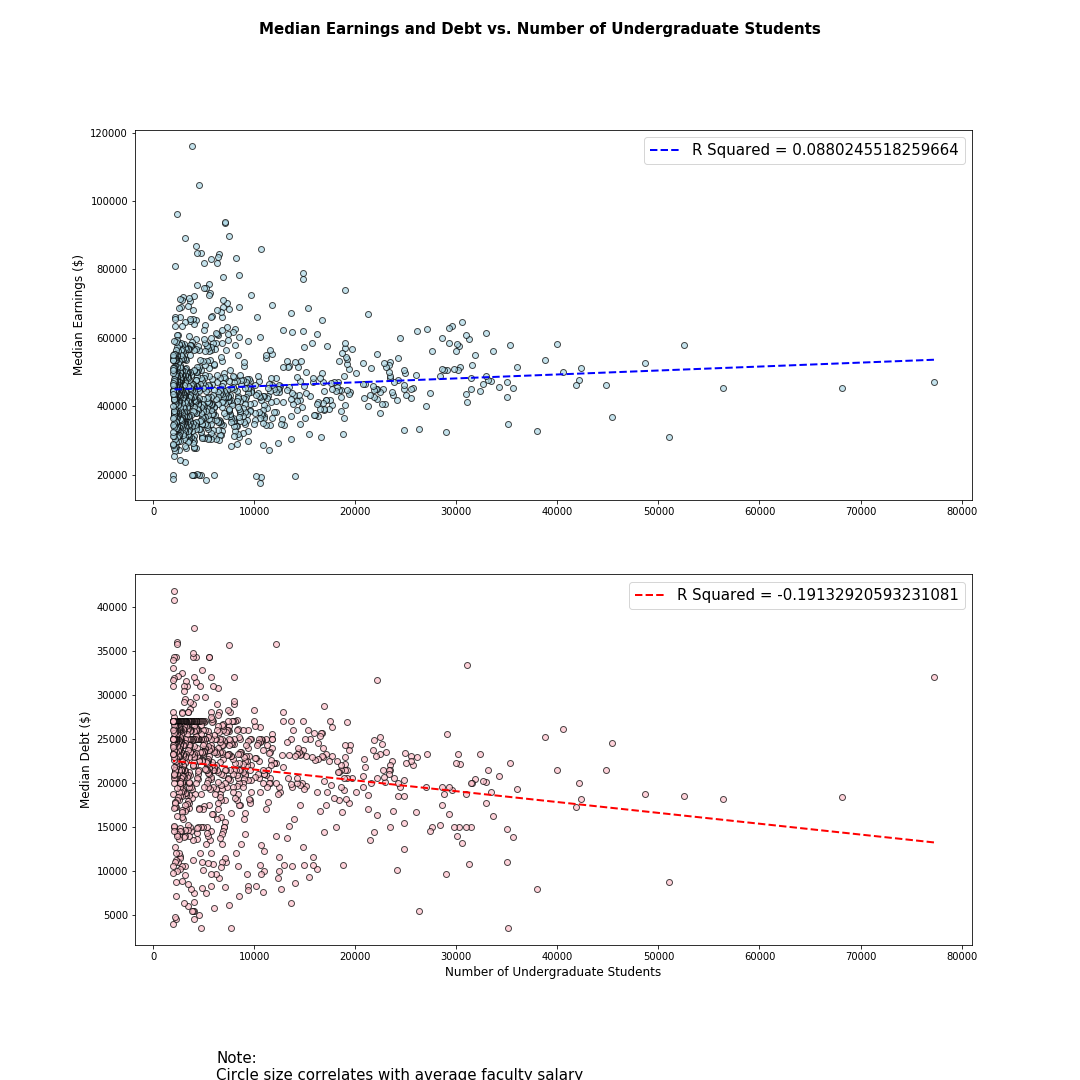 Median Earnings and Debt vs. Number of Undergraduate Students
120000
100000
80000
60000
40000
20000
Median Earnings ($)
R Squared = 0.0880245518259664
0 10000 20000 30000 40000 50000 60000 70000 80000
40000
35000
30000
25000
20000
15000
10000
5000
Median Debt ($)
R Squared = -0.19132920593231081
0 10000 20000 30000 40000 50000 60000 70000 80000
Number of Undergraduate Students
Note:
Circle size correlates with average faculty salary